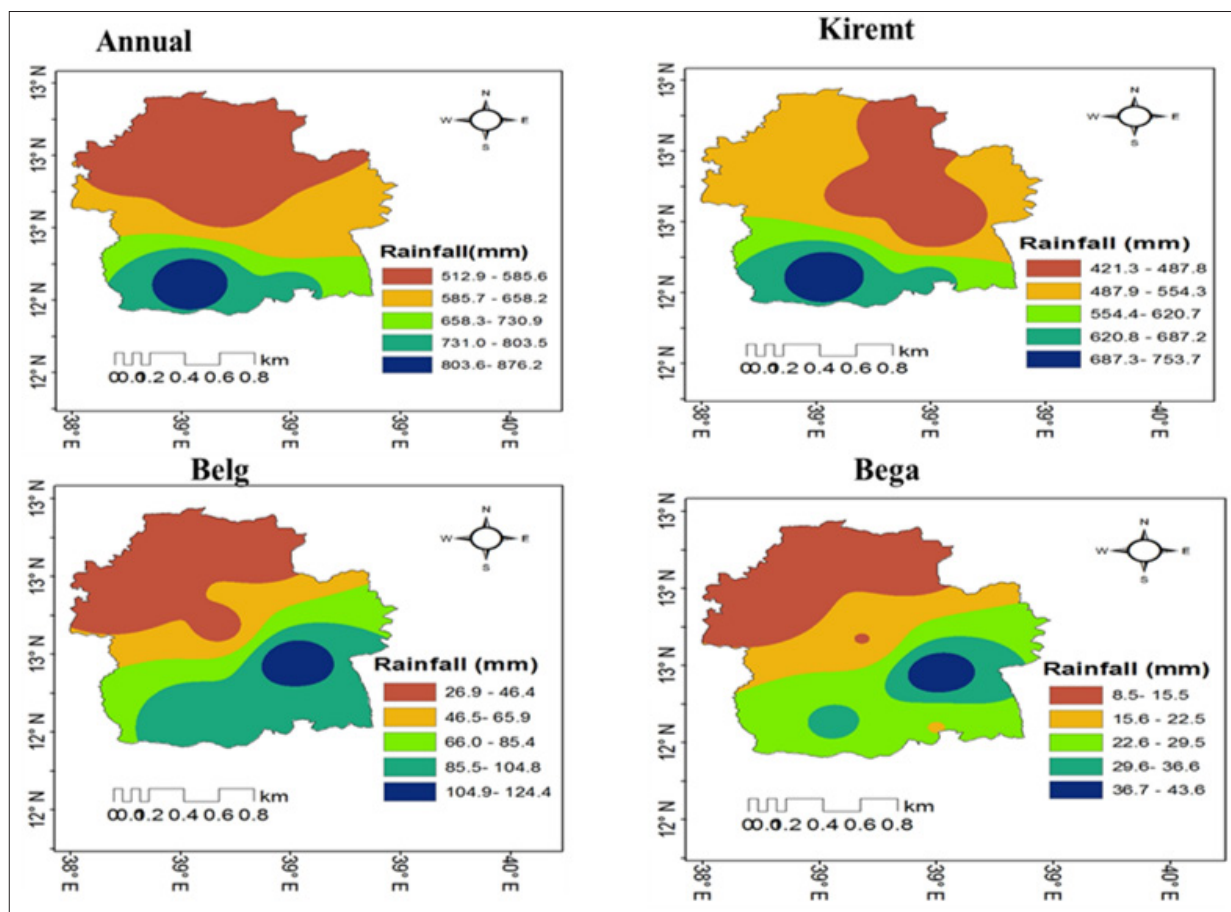 Annual
N
W E
S
13°N
13°N
13°N
12°N
12°N
Rainfall(mm)
512.9 - 585.6
585.7 - 658.2
658.3- 730.9
731.0 - 803.5
803.6- 876.2
km
0.2 0.4 0.6 0.8
38°E
39°E
39°E
40°E
Kiremt
N
W E
S
13°N
13°N
13°N
12°N
12°N
Rainfall (mm)
421.3 - 487.8
487.9 - 554.3
554.4- 620.7
620.8 - 687.2
687.3- 753.7
km
0.2 0.4 0.6 0.8
38°E
39°E
39°E
39°E
40°E
Belg
N
W E
S
13°N
13°N
13°N
12°N
12°N
Rainfall (mm)
26.9 - 46.4
46.5- 65.9
66.0 - 85.4
85.5- 104.8
104.9- 124.4
km
0.2 0.4 0.6 0.8
38°E
39°E
39°E
40°E
Bega
N
W E
S
13°N
13°N
13°N
12°N
12°N
Rainfall (mm)
8.5- 15.5
15.6 - 22.5
22.6 - 29.5
29.6- 36.6
36.7 - 43.6
km
0.2 0.4 0.6 0.8
38°E
39°E
39°E
39°E
40°E